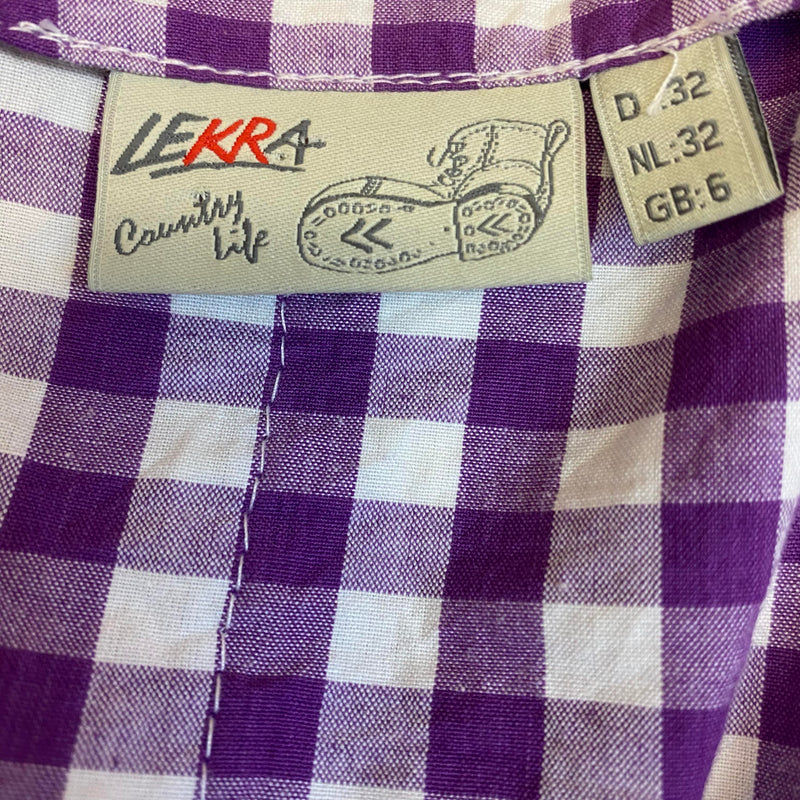 LEKRA
Country
Life
D :32
NL:32
GB:6